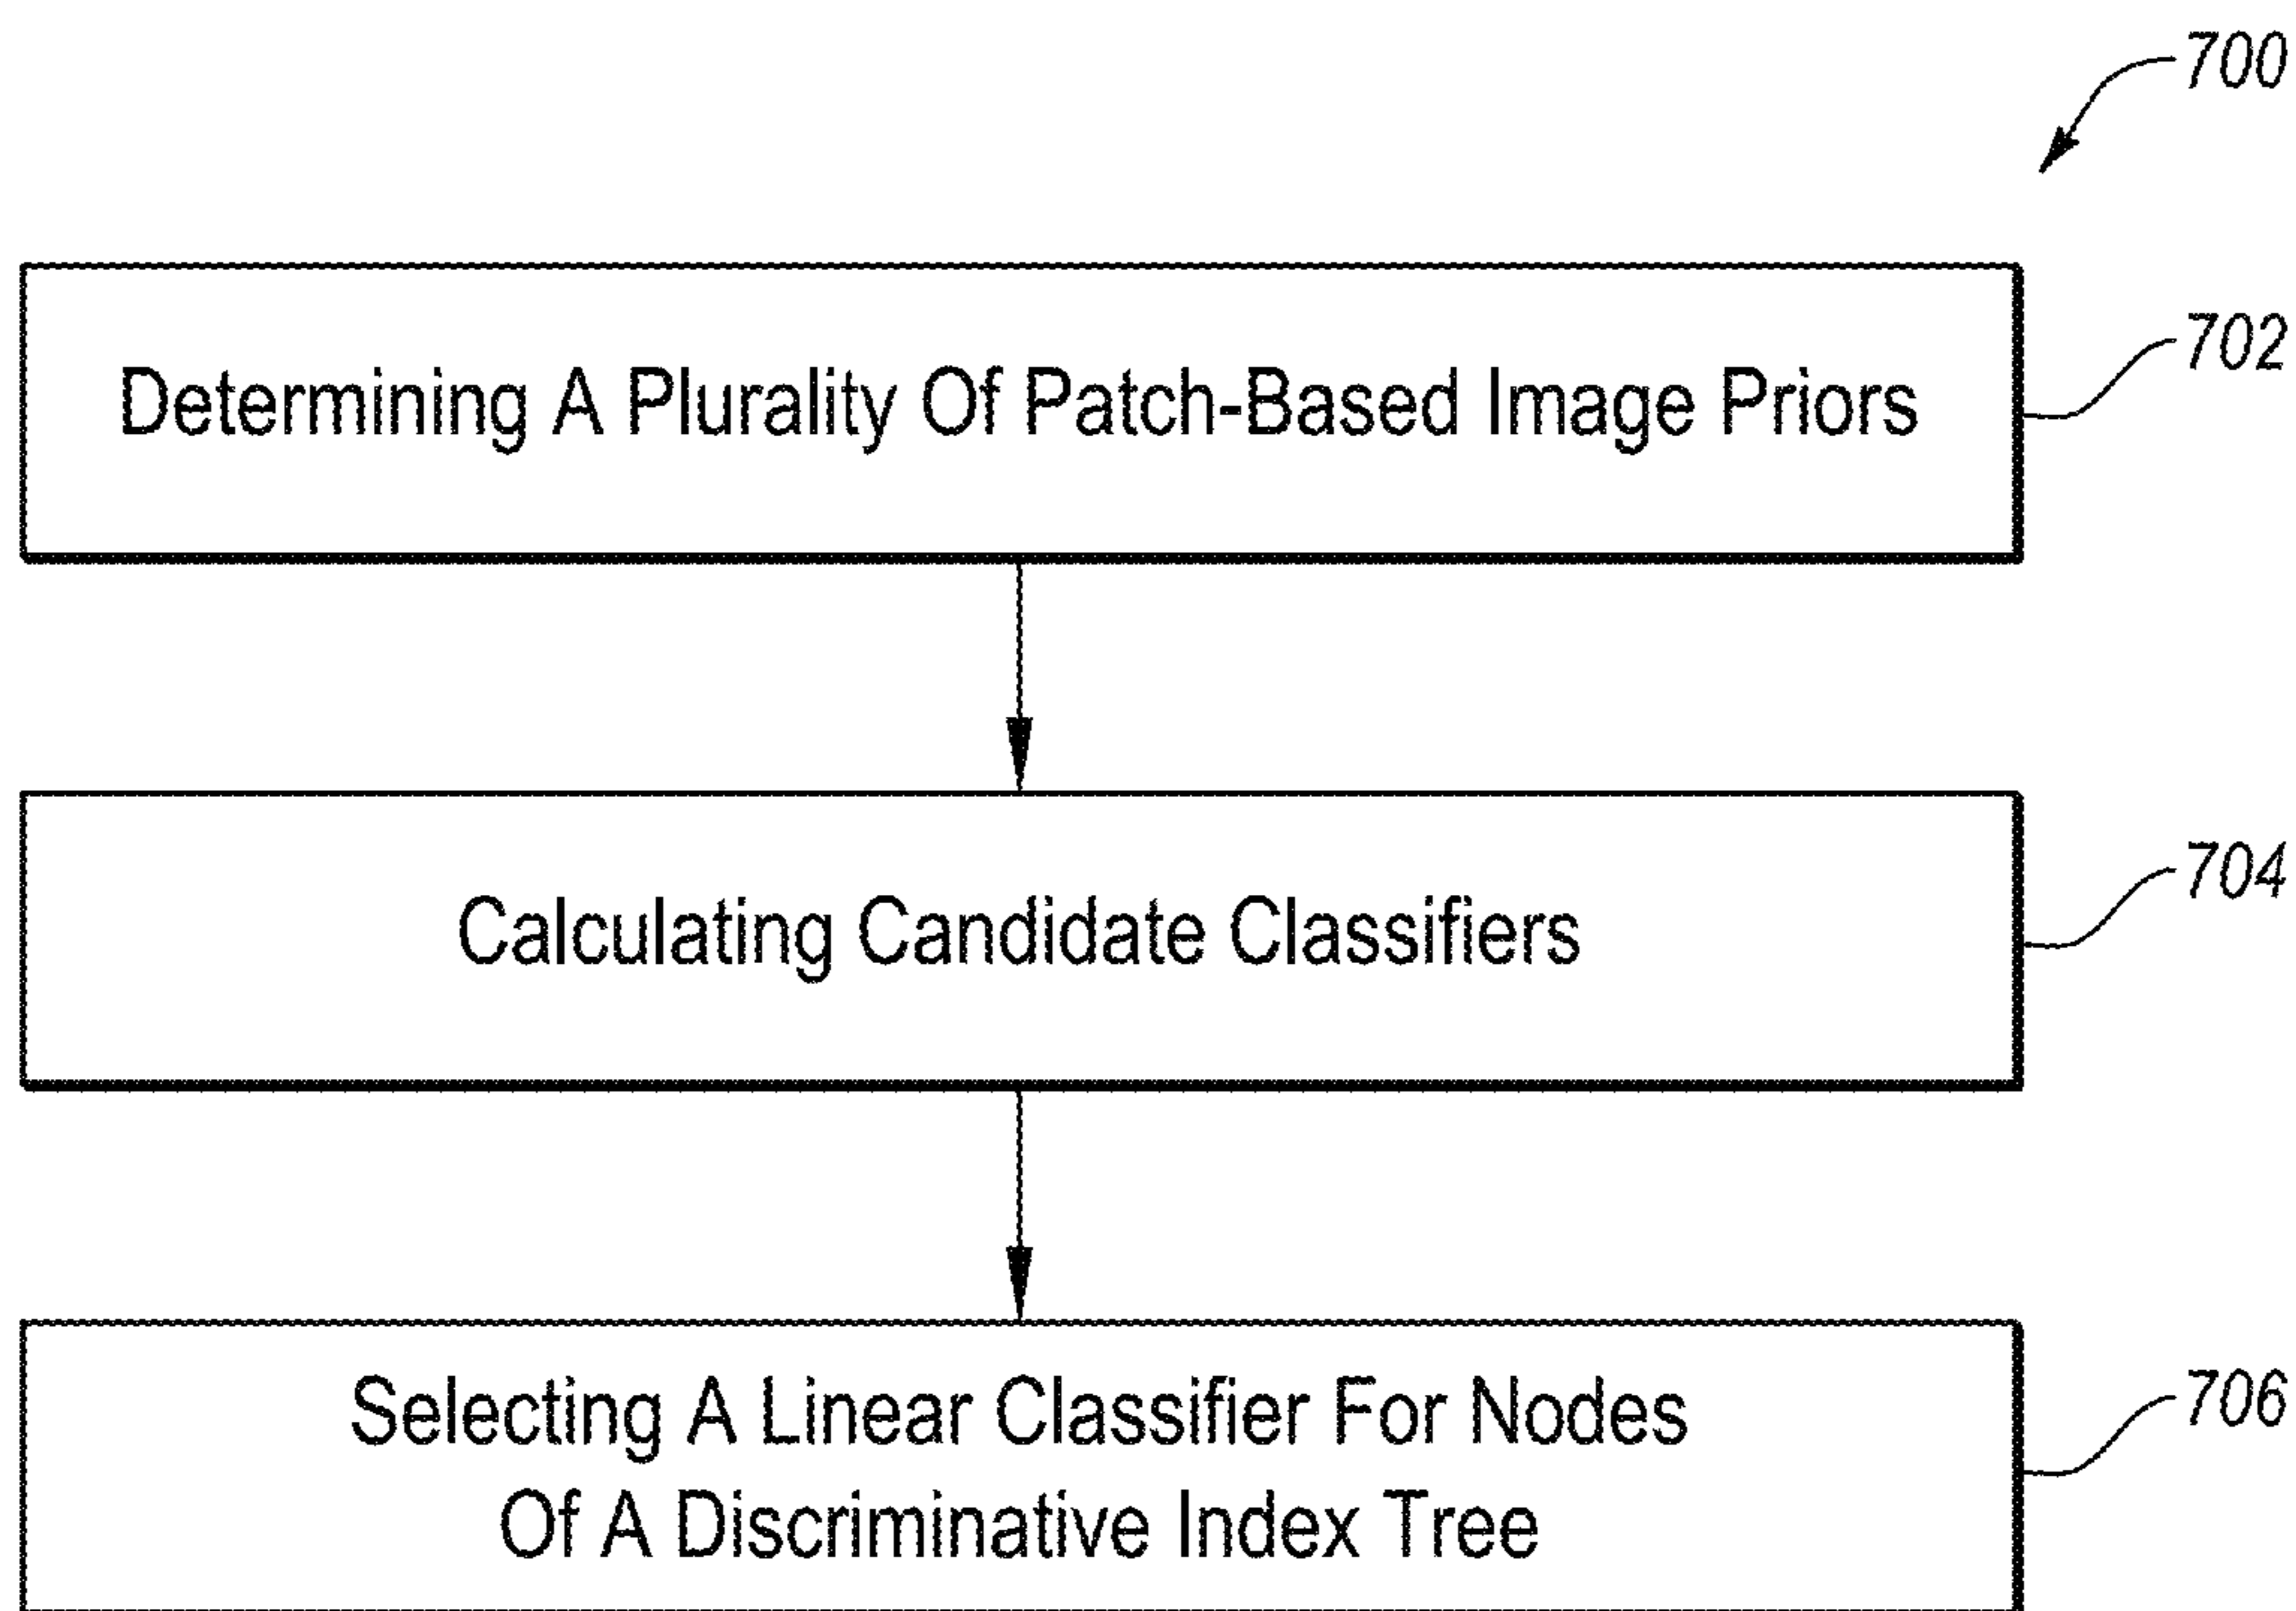 700
Determining A Plurality Of Patch-Based Image Priors
702
Calculating Candidate Classifiers
704
Selecting A Linear Classifier For Nodes
Of A Discriminative Index Tree
706